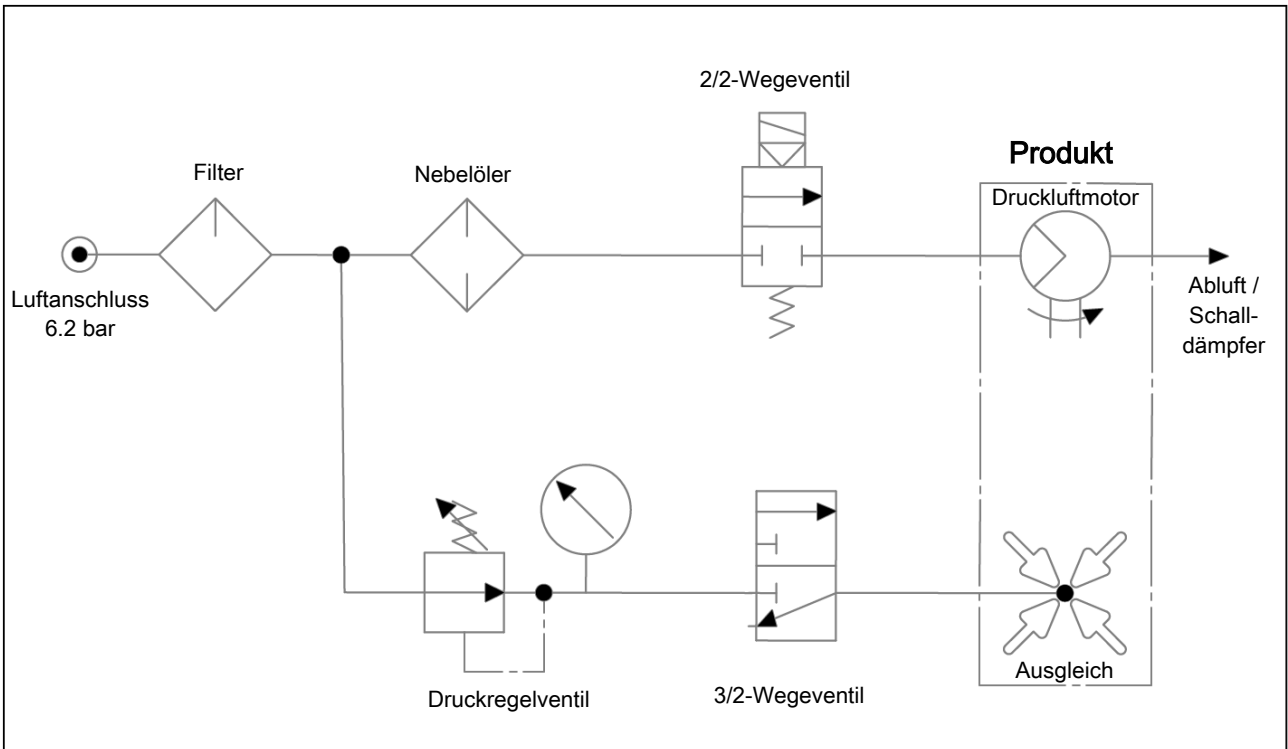 2/2-Wegeventil
Produkt
Filter
Nebelöler
Druckluftmotor
Luftanschluss
6.2 bar
Abluft /
Schall-
dämpfer
Druckregelventil
3/2-Wegeventil
Ausgleich